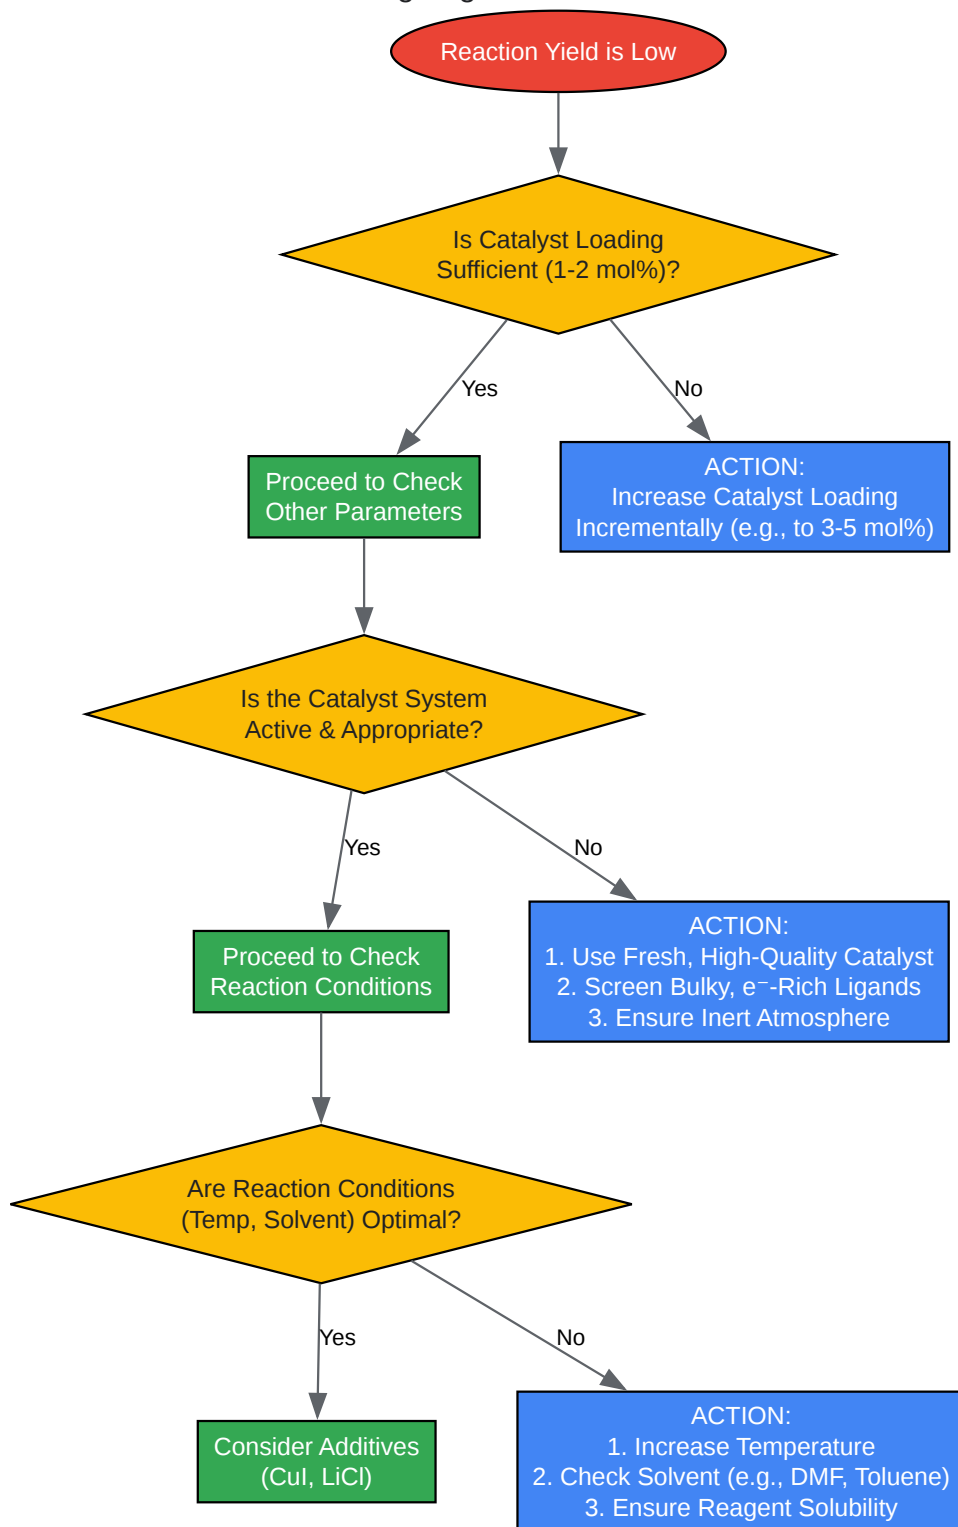 Reaction Yield is Low
Is Catalyst Loading
Sufficient (1-2 mol%)?
Yes
No
Proceed to Check
Other Parameters
ACTION:
Increase Catalyst Loading
Incrementally (e.g., to 3-5 mol%)
Is the Catalyst System
Active & Appropriate?
Yes
No
Proceed to Check
Reaction Conditions
ACTION:
1. Use Fresh, High-Quality Catalyst
2. Screen Bulky, e⁻-Rich Ligands
3. Ensure Inert Atmosphere
Are Reaction Conditions
(Temp, Solvent) Optimal?
Yes
No
Consider Additives
(CuI, LiCl)
ACTION:
1. Increase Temperature
2. Check Solvent (e.g., DMF, Toluene)
3. Ensure Reagent Solubility